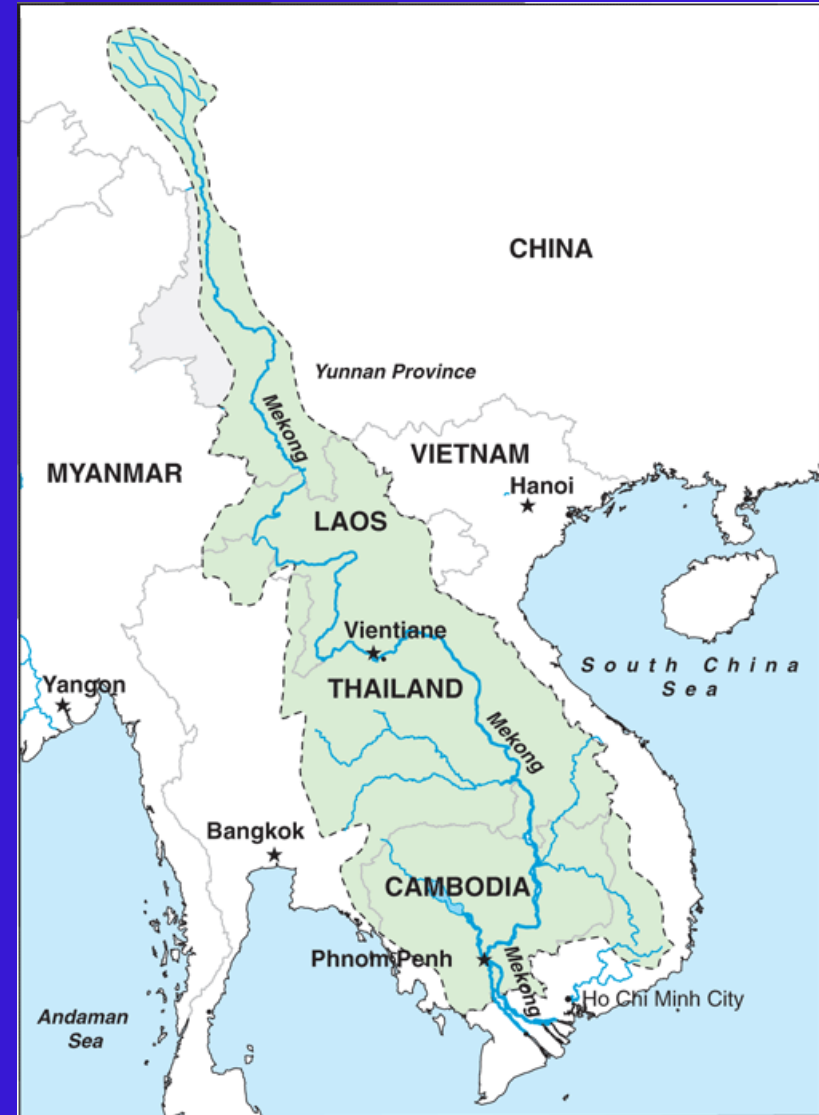 CHINA
Yunnan Province
Mekong
VIETNAM
MYANMAR
Hanoi
LAOS
Vientiane
South China
Sea
Yangon
THAILAND
Mekong
Bangkok
CAMBODIA
Phnom Penh
Mekong
Ho Chi Minh City
Andaman
Sea